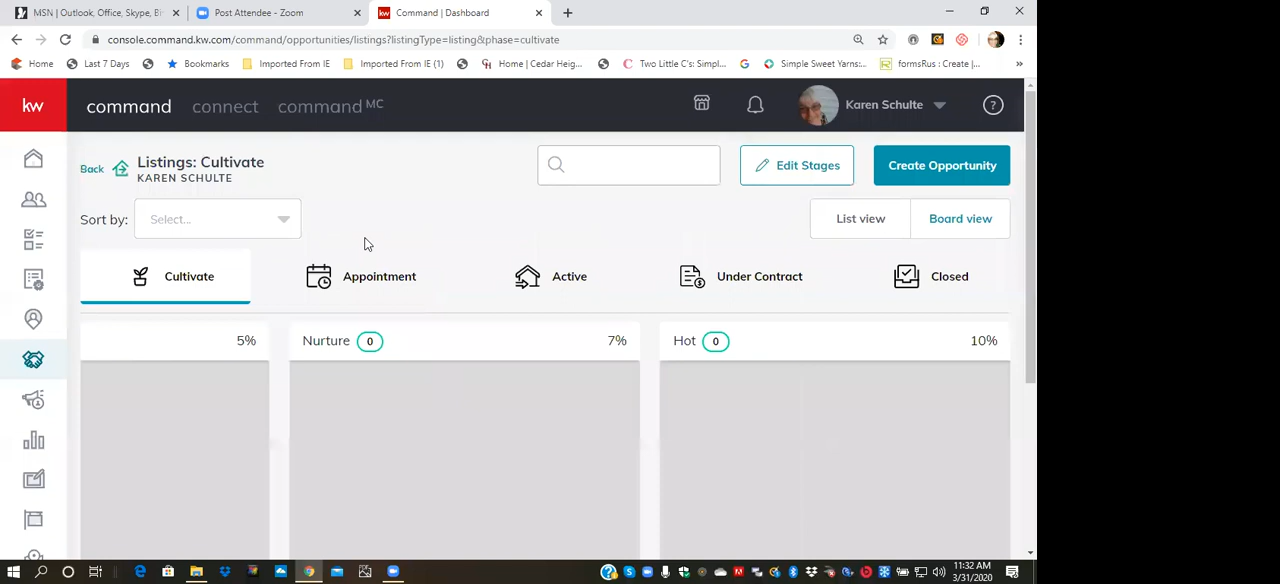 MSN | Outlook, Office, Skype, Bi
Post Attendee - Zoom
Command | Dashboard
console.command.kw.com/command/opportunities/listings?listingType=listing&phase=cultivate
Home
Last 7 Days
Bookmarks
Imported From IE
Imported From IE (1)
Home | Cedar Heig...
Two Little C's: Simpl...
Simple Sweet Yarns:...
formsRus : Create |...
»
kw
command
connect
command MC
Karen Schulte
?
Back
Listings: Cultivate
KAREN SCHULTE
Edit Stages
Create Opportunity
Sort by:
Select...
List view
Board view
Cultivate
Appointment
Active
Under Contract
Closed
5%
Nurture 0
7%
Hot 0
10%
11:32 AM
3/31/2020